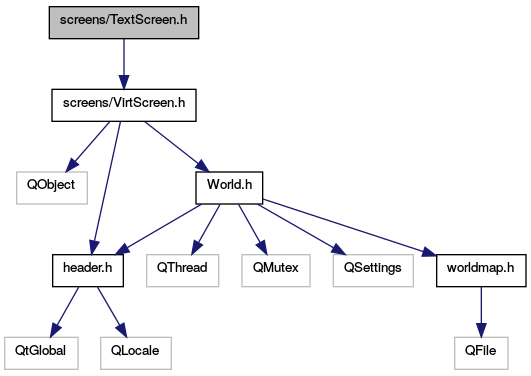 screens/TextScreen.h
screens/VirtScreen.h
QObject
World.h
header.h
QThread
QMutex
QSettings
worldmap.h
QtGlobal
QLocale
QFile